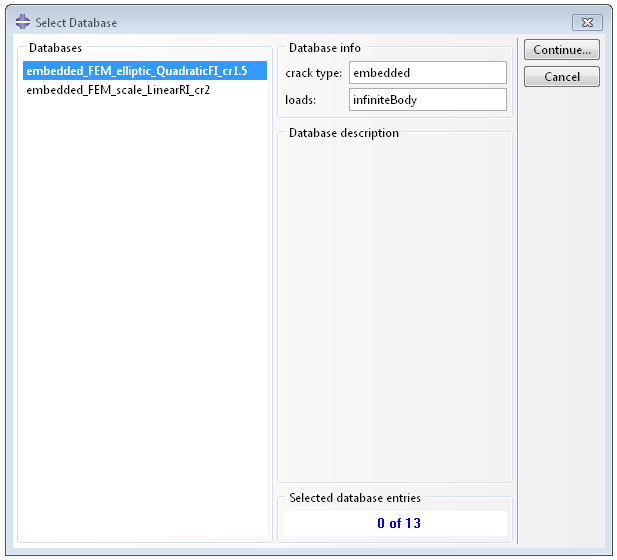 Select Database
Databases
embedded_FEM_elliptic_QuadraticFI_cr1.5
embedded_FEM_scale_LinearRI_cr2
Database info
crack type: embedded
loads: infiniteBody
Database description
Selected database entries
0 of 13
Continue...
Cancel